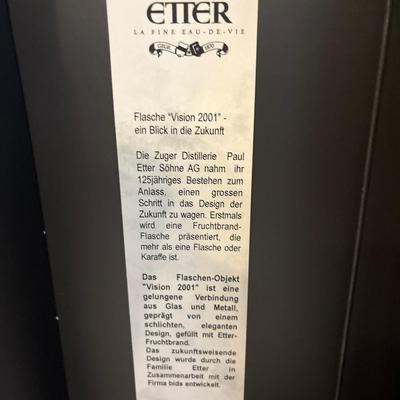 ETTER
LA FINE EAU-DE-VIE
Flasche "Vision 2001" -
ein Blick in die Zukunft
Die Zuger Distillerie Paul
Etter Söhne AG nahm ihr
125jähriges Bestehen zum
Anlass, einen grossen
Schritt in das Design der
Zukunft zu wagen. Erstmals
wird eine Fruchtbrand-
Flasche präsentiert, die
mehr als eine Flasche oder
Karaffe ist.
Das Flaschen-Objekt
"Vision 2001" ist eine
gelungene Verbindung
aus Glas und Metall,
geprägt von einem
schlichten, eleganten
Design, gefüllt mit Etter-
Fruchtbrand.
Das zukunftsweisende
Design wurde durch die
Familie Etter in
Zusammenarbeit mit der
Firma bids entwickelt.